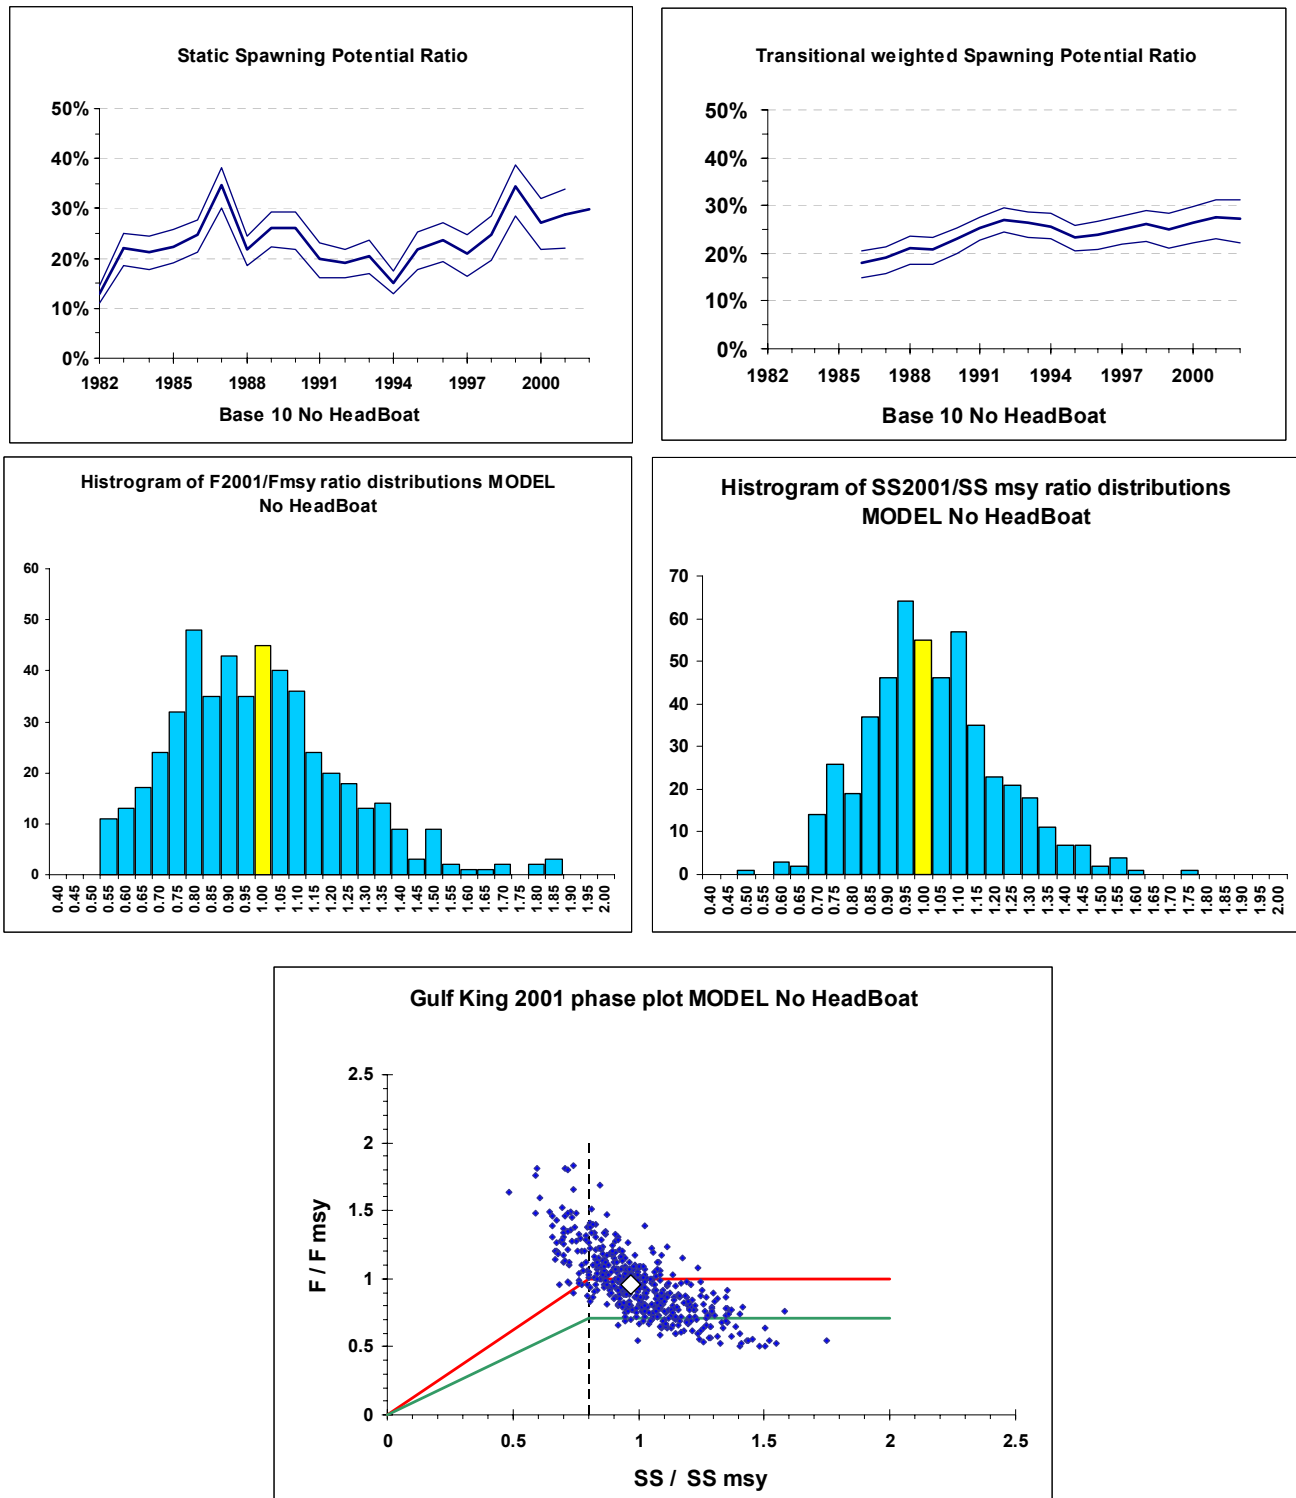 Static Spawning Potential Ratio
50%
40%
30%
20%
10%
0%
1982 1985 1988 1991 1994 1997 2000
Base 10 No HeadBoat
Transitional weighted Spawning Potential Ratio
50%
40%
30%
20%
10%
0%
1982 1985 1988 1991 1994 1997 2000
Base 10 No HeadBoat
Histrogram of F2001/Fmsy ratio distributions MODEL
No HeadBoat
60
50
40
30
20
10
0
0.40 0.45 0.50 0.55 0.60 0.65 0.70 0.75 0.80 0.85 0.90 0.95 1.00 1.05 1.10 1.15 1.20 1.25 1.30 1.35 1.40 1.45 1.50 1.55 1.60 1.65 1.70 1.75 1.80 1.85 1.90 1.95 2.00
Histrogram of SS2001/SS msy ratio distributions
MODEL No HeadBoat
70
60
50
40
30
20
10
0
0.40 0.45 0.50 0.55 0.60 0.65 0.70 0.75 0.80 0.85 0.90 0.95 1.00 1.05 1.10 1.15 1.20 1.25 1.30 1.35 1.40 1.45 1.50 1.55 1.60 1.65 1.70 1.75 1.80 1.85 1.90 1.95 2.00
Gulf King 2001 phase plot MODEL No HeadBoat
2.5
2
1.5
1
0.5
0
F / F msy
0 0.5 1 1.5 2 2.5
SS / SS msy